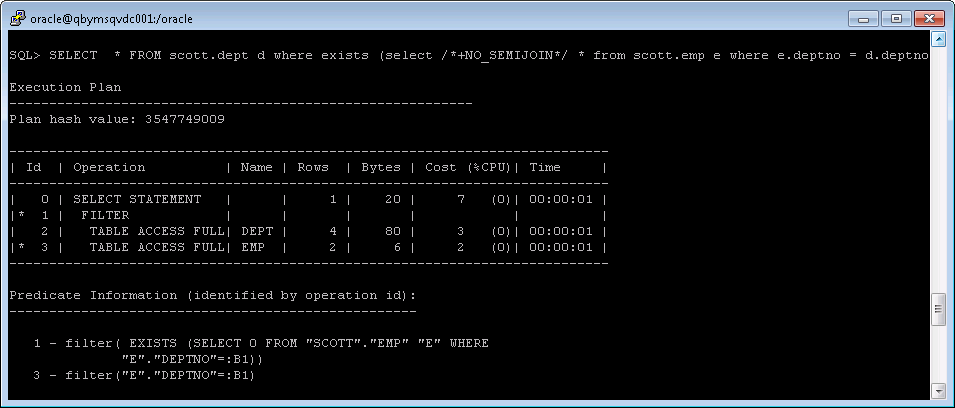 oracle@qbymsqvdc001:/oracle
SQL> SELECT  * FROM scott.dept d where exists (select /*+NO_SEMIJOIN*/ * from scott.emp e where e.deptno = d.deptno
Execution Plan
----------------------------------------------------------
Plan hash value: 3547749009
---------------------------------------------------------------------------
| Id  | Operation          | Name | Rows  | Bytes | Cost (%CPU)| Time     |
---------------------------------------------------------------------------
|   0 | SELECT STATEMENT   |      |     1 |    20 |     7   (0)| 00:00:01 |
|*  1 |  FILTER            |      |       |       |            |          |
|   2 |   TABLE ACCESS FULL| DEPT |     4 |    80 |     3   (0)| 00:00:01 |
|*  3 |   TABLE ACCESS FULL| EMP  |     2 |     6 |     2   (0)| 00:00:01 |
---------------------------------------------------------------------------
Predicate Information (identified by operation id):
---------------------------------------------------
   1 - filter( EXISTS (SELECT 0 FROM "SCOTT"."EMP" "E" WHERE
              "E"."DEPTNO"=:B1))
   3 - filter("E"."DEPTNO"=:B1)